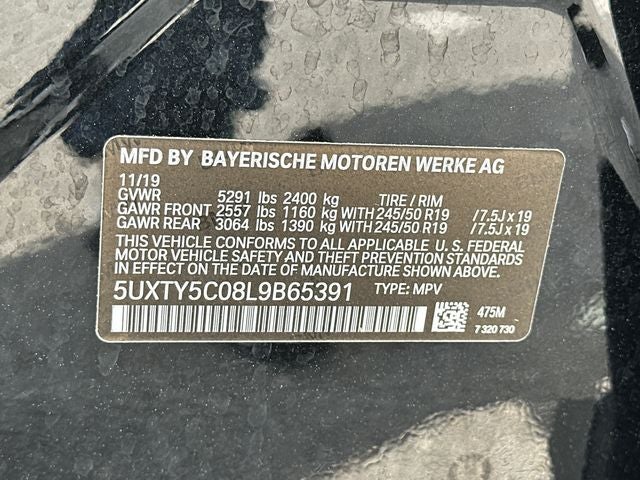 MFD BY BAYERISCHE MOTOREN WERKE AG
11/19
GVWR 5291 lbs 2400 kg TIRE / RIM
GAWR FRONT 2557 lbs 1160 kg WITH 245/50 R19 / 7.5J x 19
GAWR REAR 3064 lbs 1390 kg WITH 245/50 R19 / 7.5J x 19
THIS VEHICLE CONFORMS TO ALL APPLICABLE U. S. FEDERAL
MOTOR VEHICLE SAFETY AND THEFT PREVENTION STANDARDS
IN EFFECT ON THE DATE OF MANUFACTURE SHOWN ABOVE.
5UXTY5C08L9B65391 TYPE: MPV
475M
7 320 730